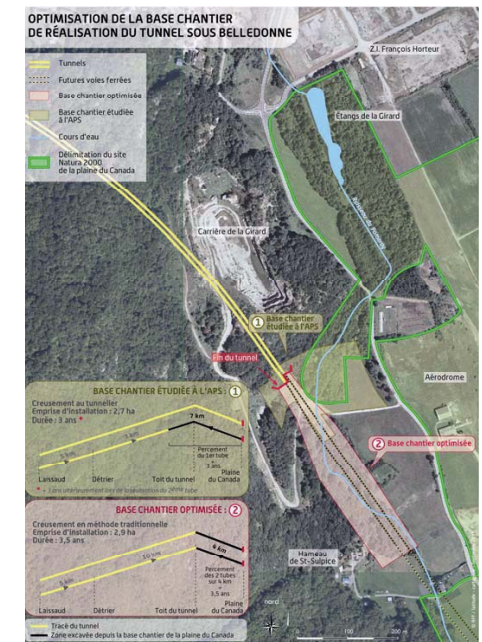 OPTIMISATION DE LA BASE CHANTIER
DE RÉALISATION DU TUNNEL SOUS BELLEDONNE
Tunnels
Futures voies ferrées
Base chantier optimisée
Base chantier étudiée
à l'APS
Cours d'eau
Délimitation du site
Natura 2000
de la plaine du Canada
Z.I. François Horteur
Étangs de la Girard
Carrière de la Girard
1 Base chantier
étudiée à l'APS
Fin du tunnel
Aérodrome
2 Base chantier optimisée
Hameau
de St-Sulpice
BASE CHANTIER ÉTUDIÉE À L'APS : 1
Creusement au tunnelier
Emprise d'installation : 2,7 ha
Durée : 3 ans *
7 km
Percement
du 1er tube
=
3 ans
Laissaud
Détrier
Toit du tunnel
Plaine
du Canada
BASE CHANTIER OPTIMISÉE : 2
Creusement en méthode traditionnelle
Emprise d'installation : 2,9 ha
Durée : 3,5 ans
Percement
des 2 tubes
sur 4 km
=
3,5 ans
Laissaud
Détrier
Toit du tunnel
Plaine
du Canada
Tracé du tunnel
Zone excavée depuis la base chantier de la plaine du Canada
nord
100
200 m